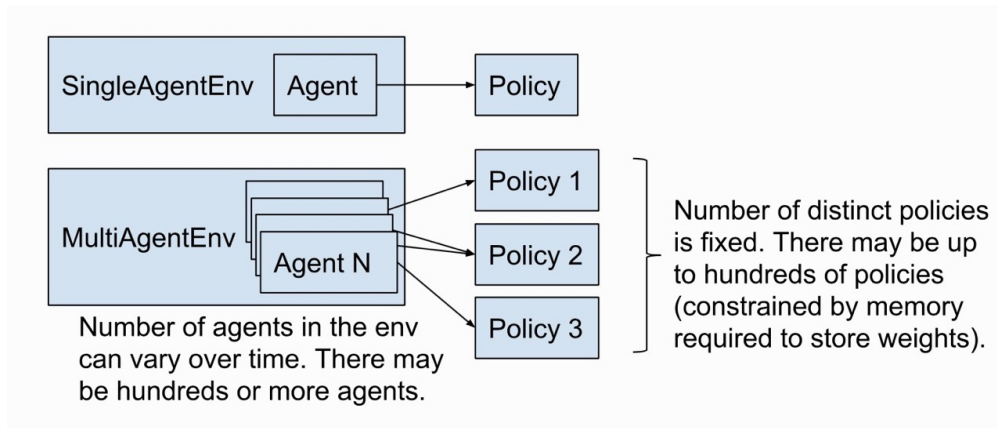 SingleAgentEnv
Agent
Policy
MultiAgentEnv
Agent N
Policy 1
Policy 2
Policy 3
Number of agents in the env
can vary over time. There may
be hundreds or more agents.
Number of distinct policies
is fixed. There may be up
to hundreds of policies
(constrained by memory
required to store weights).